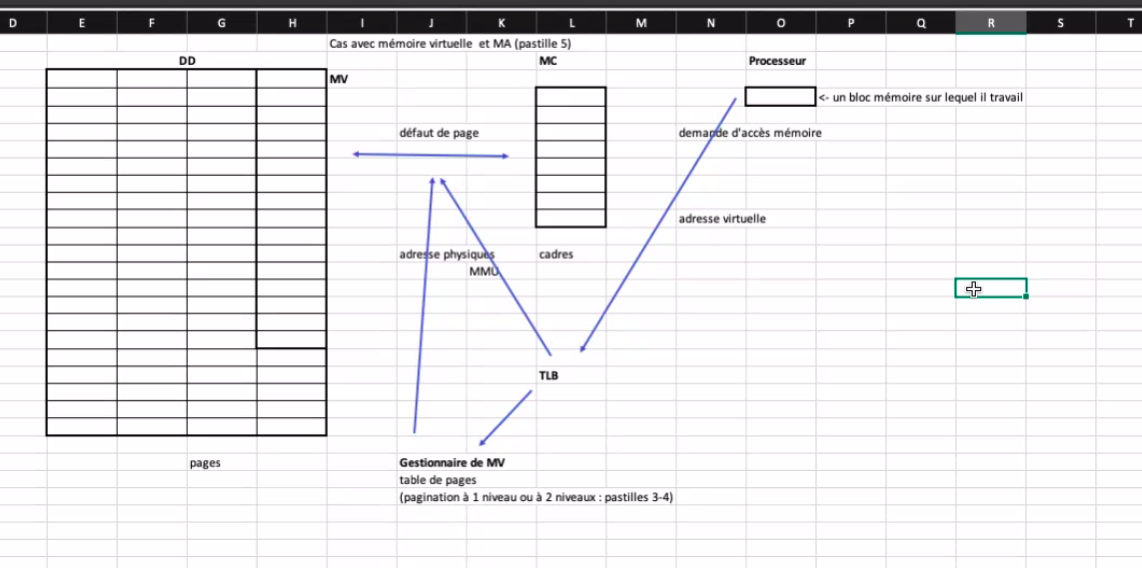 D E F G H I J K L M N O P Q R S T
Cas avec mémoire virtuelle et MA (pastille 5)
DD MC Processeur
MV
<- un bloc mémoire sur lequel il travail
défaut de page demande d'accès mémoire
adresse virtuelle
adresse physiques cadres
MMU
TLB
pages Gestionnaire de MV
table de pages
(pagination à 1 niveau ou à 2 niveaux : pastilles 3-4)